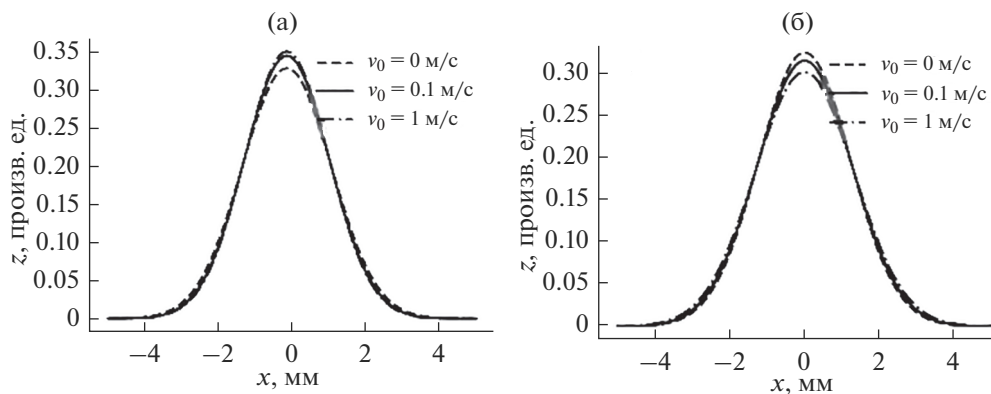 (а)
z, произв. ед.
0.35
0.30
0.25
0.20
0.15
0.10
0.05
0
−4
−2
0
2
4
x, мм
v0 = 0 м/с
v0 = 0.1 м/с
v0 = 1 м/с
(б)
z, произв. ед.
0.30
0.25
0.20
0.15
0.10
0.05
0
−4
−2
0
2
4
x, мм
v0 = 0 м/с
v0 = 0.1 м/с
v0 = 1 м/с